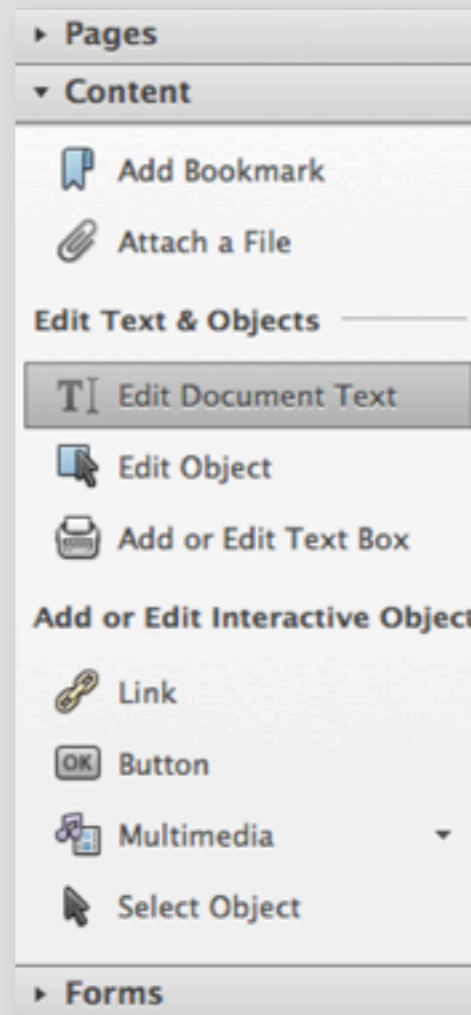 Pages
Content
Add Bookmark
Attach a File
Edit Text & Objects
T Edit Document Text
Edit Object
Add or Edit Text Box
Add or Edit Interactive Object
Link
OK Button
Multimedia
Select Object
Forms